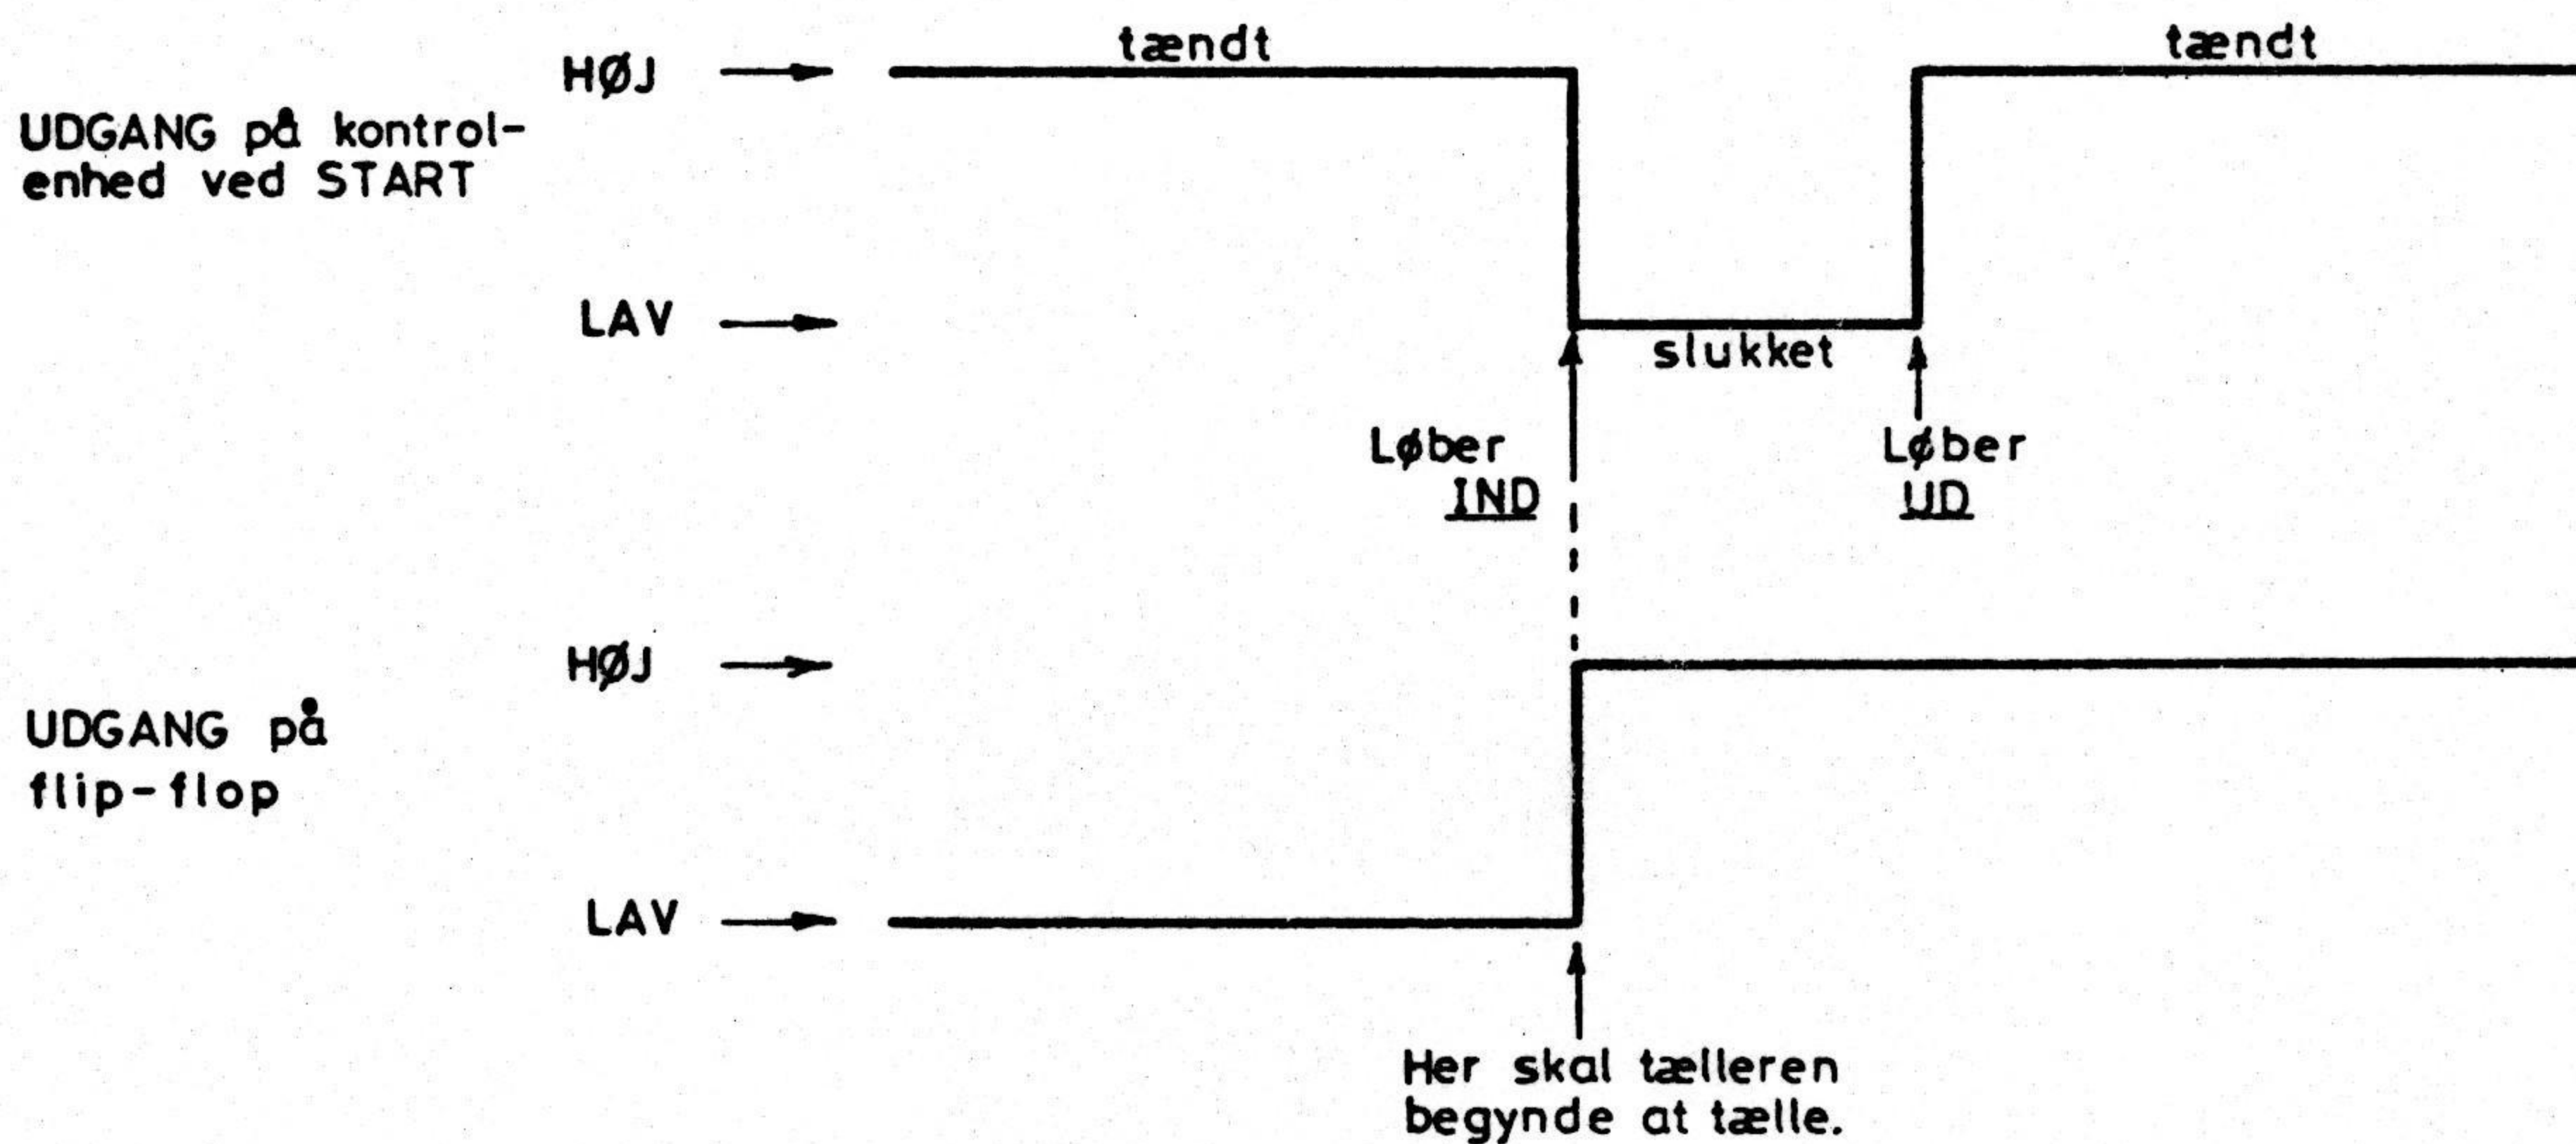 tændt
tændt
HØJ
UDGANG på kontrol-
enhed ved START
LAV
slukket
Løber
IND
Løber
UD
HØJ
UDGANG på
flip-flop
LAV
Her skal tælleren
begynde at tælle.